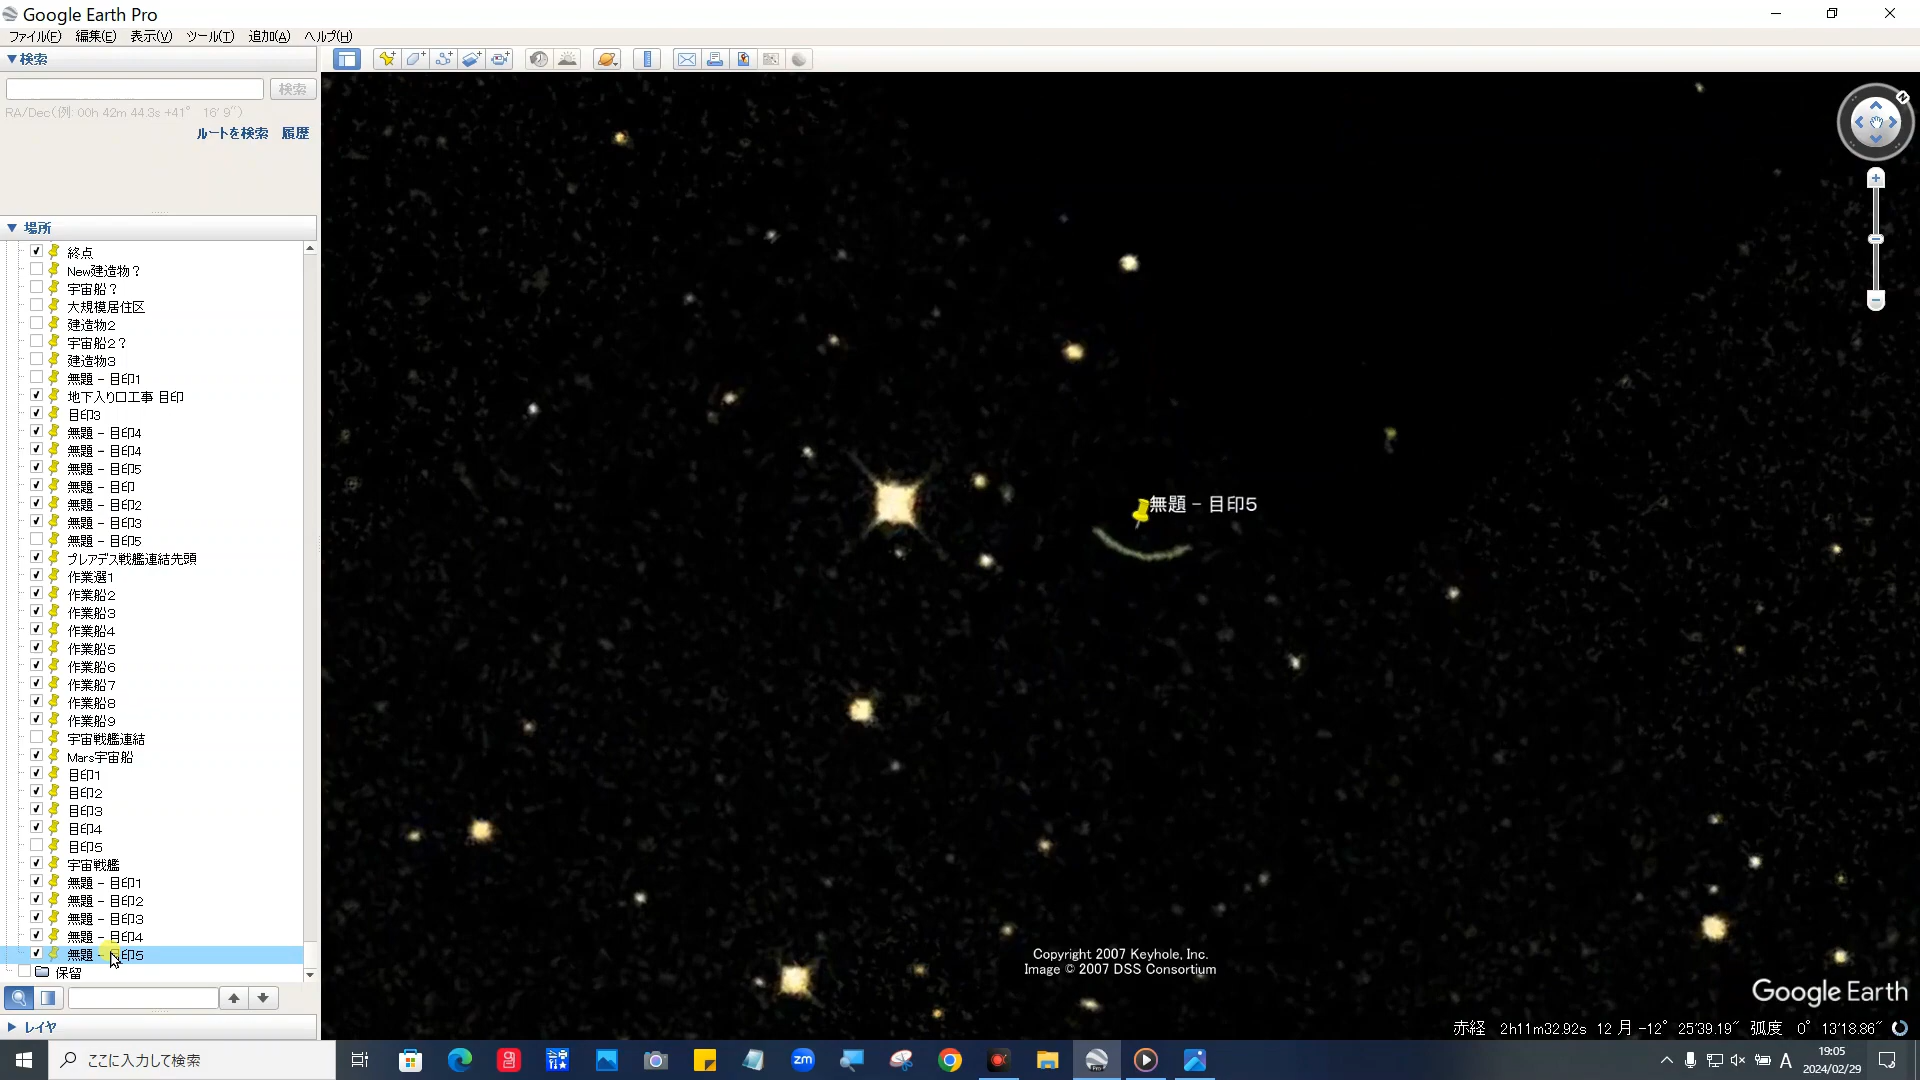 Google Earth Pro
ファイル(F) 編集(E) 表示(V) ツール(T) 追加(A) ヘルプ(H)
▼検索
検索
RA/Dec(例: 00h 42m 44.3s +41° 16' 9")
ルートを検索 履歴
▼ 場所
終点
New建造物？
宇宙船？
大規模居住区
建造物2
宇宙船2？
建造物3
無題 - 目印1
地下入り口工事 目印
目印3
無題 - 目印4
無題 - 目印4
無題 - 目印5
無題 - 目印
無題 - 目印2
無題 - 目印3
無題 - 目印5
プレアデス戦艦連結先頭
作業選1
作業船2
作業船3
作業船4
作業船5
作業船6
作業船7
作業船8
作業船9
宇宙戦艦連結
Mars宇宙船
目印1
目印2
目印3
目印4
目印5
宇宙戦艦
無題 - 目印1
無題 - 目印2
無題 - 目印3
無題 - 目印4
無題 - 目印5
保留
レイヤ
無題 - 目印5
Copyright 2007 Keyhole, Inc.
Image © 2007 DSS Consortium
Google Earth
赤経 2h11m32.92s 12 月 -12° 25'39.19" 弧度 0° 13'18.86"
ここに入力して検索
zm
A
19:05
2024/02/29